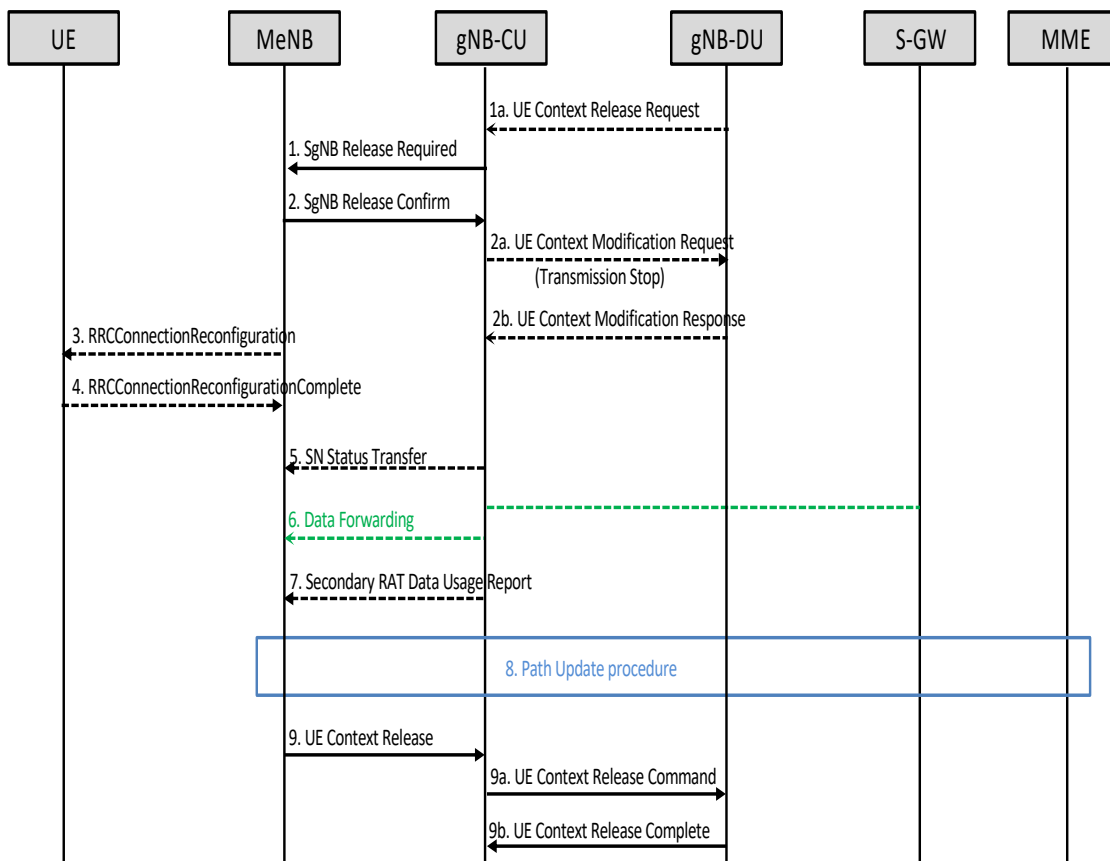 UE
MeNB
gNB-CU
gNB-DU
S-GW
MME
1a. UE Context Release Request
1. SgNB Release Required
2. SgNB Release Confirm
2a. UE Context Modification Request
(Transmission Stop)
2b. UE Context Modification Response
3. RRCConnectionReconfiguration
4. RRCConnectionReconfigurationComplete
5. SN Status Transfer
6. Data Forwarding
7. Secondary RAT Data Usage Report
8. Path Update procedure
9. UE Context Release
9a. UE Context Release Command
9b. UE Context Release Complete